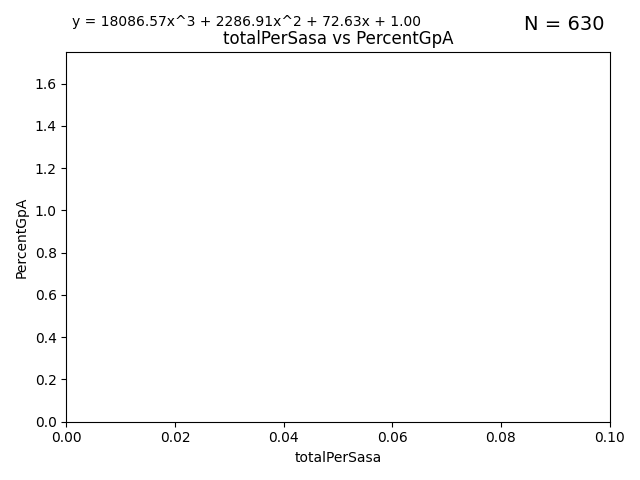 y = 18086.57x^3 + 2286.91x^2 + 72.63x + 1.00
N = 630
totalPerSasa vs PercentGpA
1.6
1.4
1.2
1.0
0.8
0.6
0.4
0.2
0.0
PercentGpA
0.00 0.02 0.04 0.06 0.08 0.10
totalPerSasa